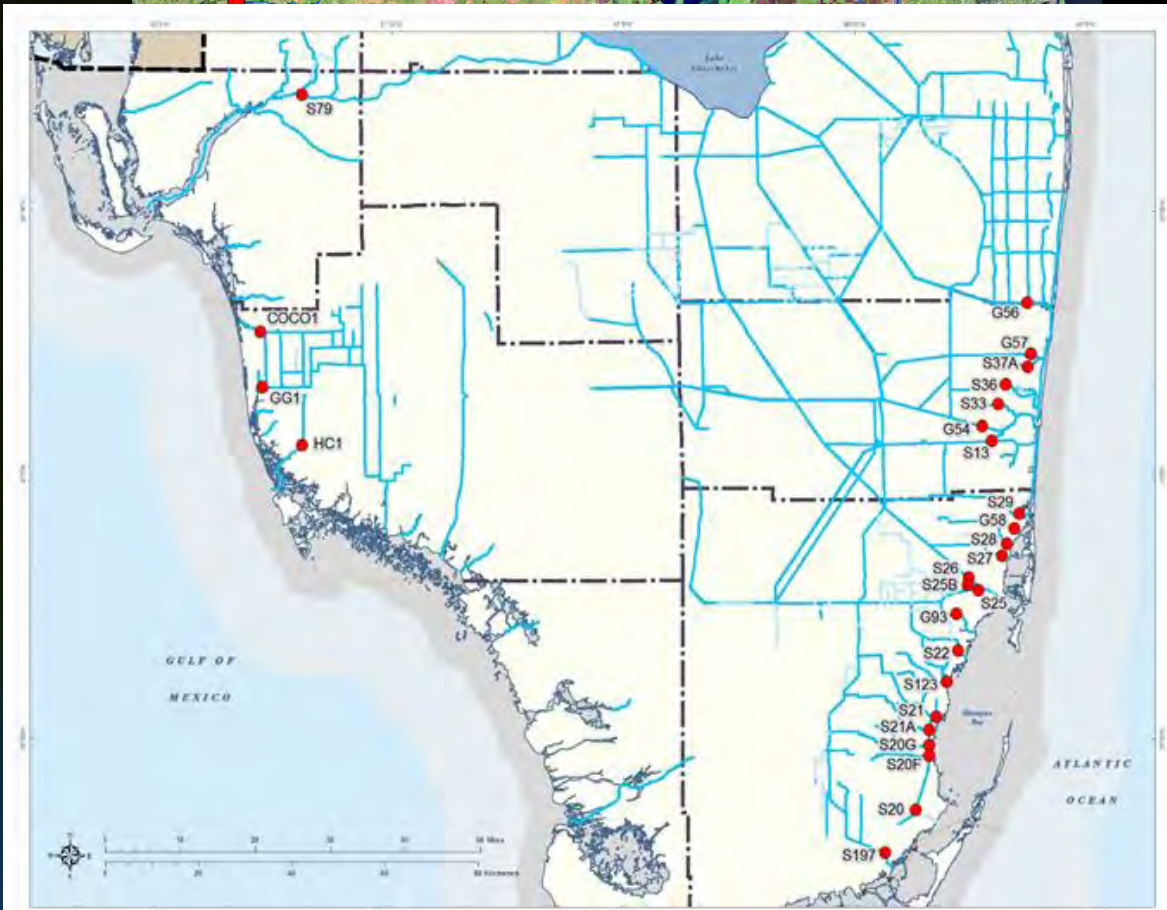 Lake
S79
G56
COCO1
G57
S37A
S36
GG1
S33
G54
HC1
S13
S29
G58
S28
S27
S26
S25B
S25
G93
S22
GULF OF
MEXICO
S123
S21
S21A
S20G
S20F
ATLANTIC
OCEAN
S20
S197